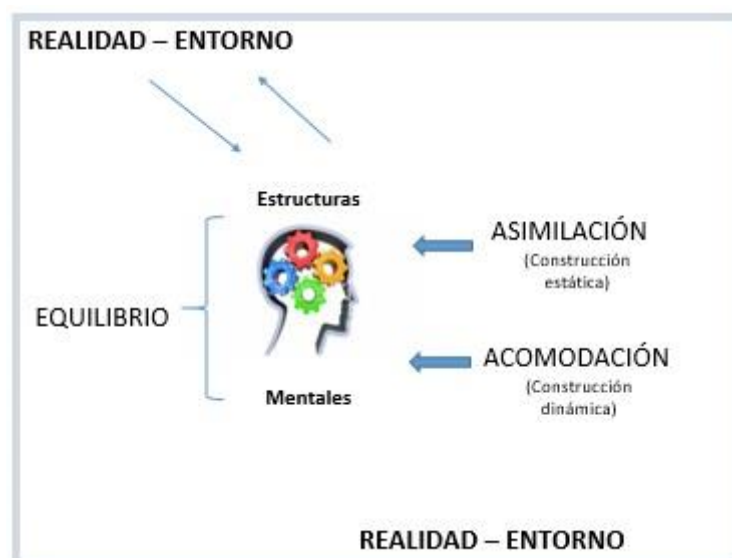 REALIDAD – ENTORNO
Estructuras
ASIMILACIÓN
(Construcción
estática)
EQUILIBRIO
ACOMODACIÓN
(Construcción
dinámica)
Mentales
REALIDAD – ENTORNO